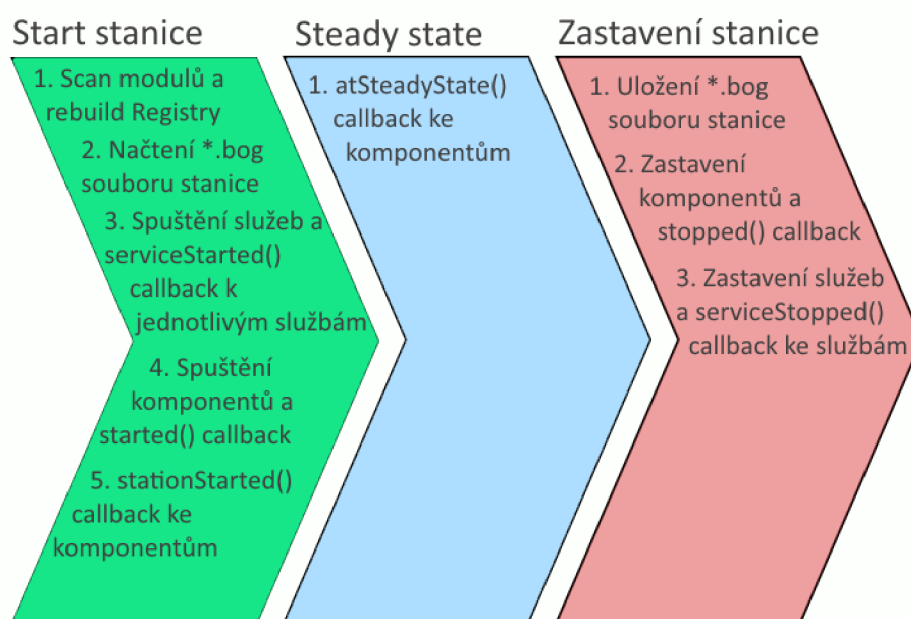 Start stanice
1. Scan modulů a
rebuild Registry
2. Načtení *.bog
souboru stanice
3. Spuštění služeb a
serviceStarted()
callback k
jednotlivým službám
4. Spuštění
komponentů a
started() callback
5. stationStarted()
callback ke
komponentům
Steady state
1. atSteadyState()
callback ke
komponentům
Zastavení stanice
1. Uložení *.bog
souboru stanice
2. Zastavení
komponentů a
stopped() callback
3. Zastavení služeb
a serviceStopped()
callback ke službám